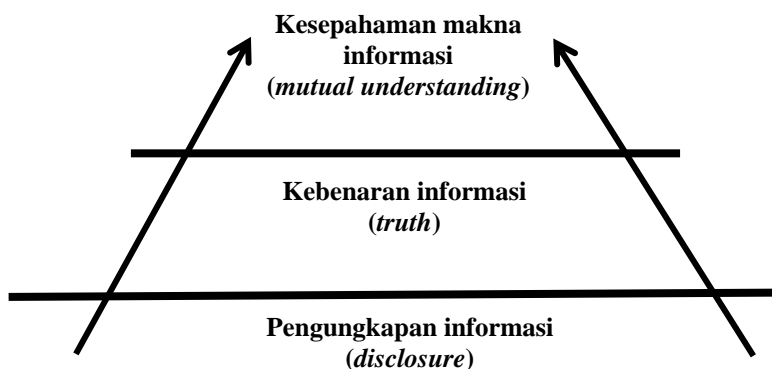 Kesepahaman makna
informasi
(mutual understanding)
Kebenaran informasi
(truth)
Pengungkapan informasi
(disclosure)